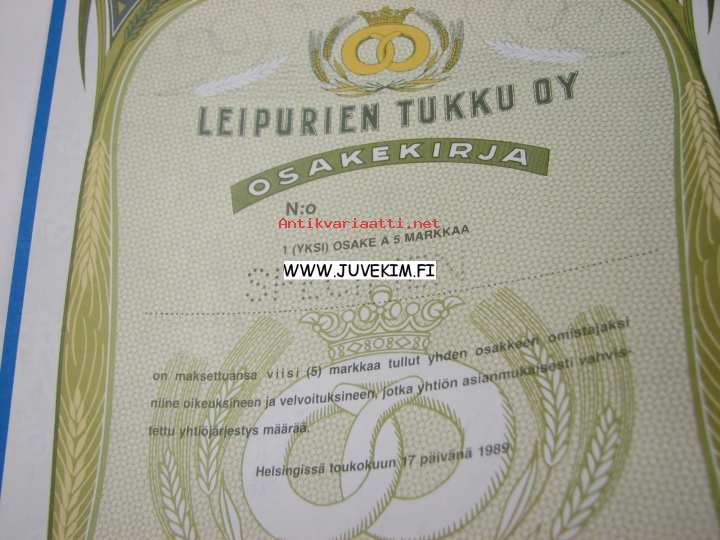 LEIPURIEN TUKKU OY
OSAKEKIRJA
N:o
Antikvariaatti.net
1 (YKSI) OSAKE A 5 MARKKAA
WWW.JUVEKIM.FI
SPECIMEN
on maksettuansa viisi (5) markkaa tullut yhden osakkeen omistajaksi
niine oikeuksineen ja velvoituksineen, jotka yhtiön asianmukaisesti vahvis-
tettu yhtiöjärjestys määrää.
Helsingissä toukokuun 17 päivänä 1989